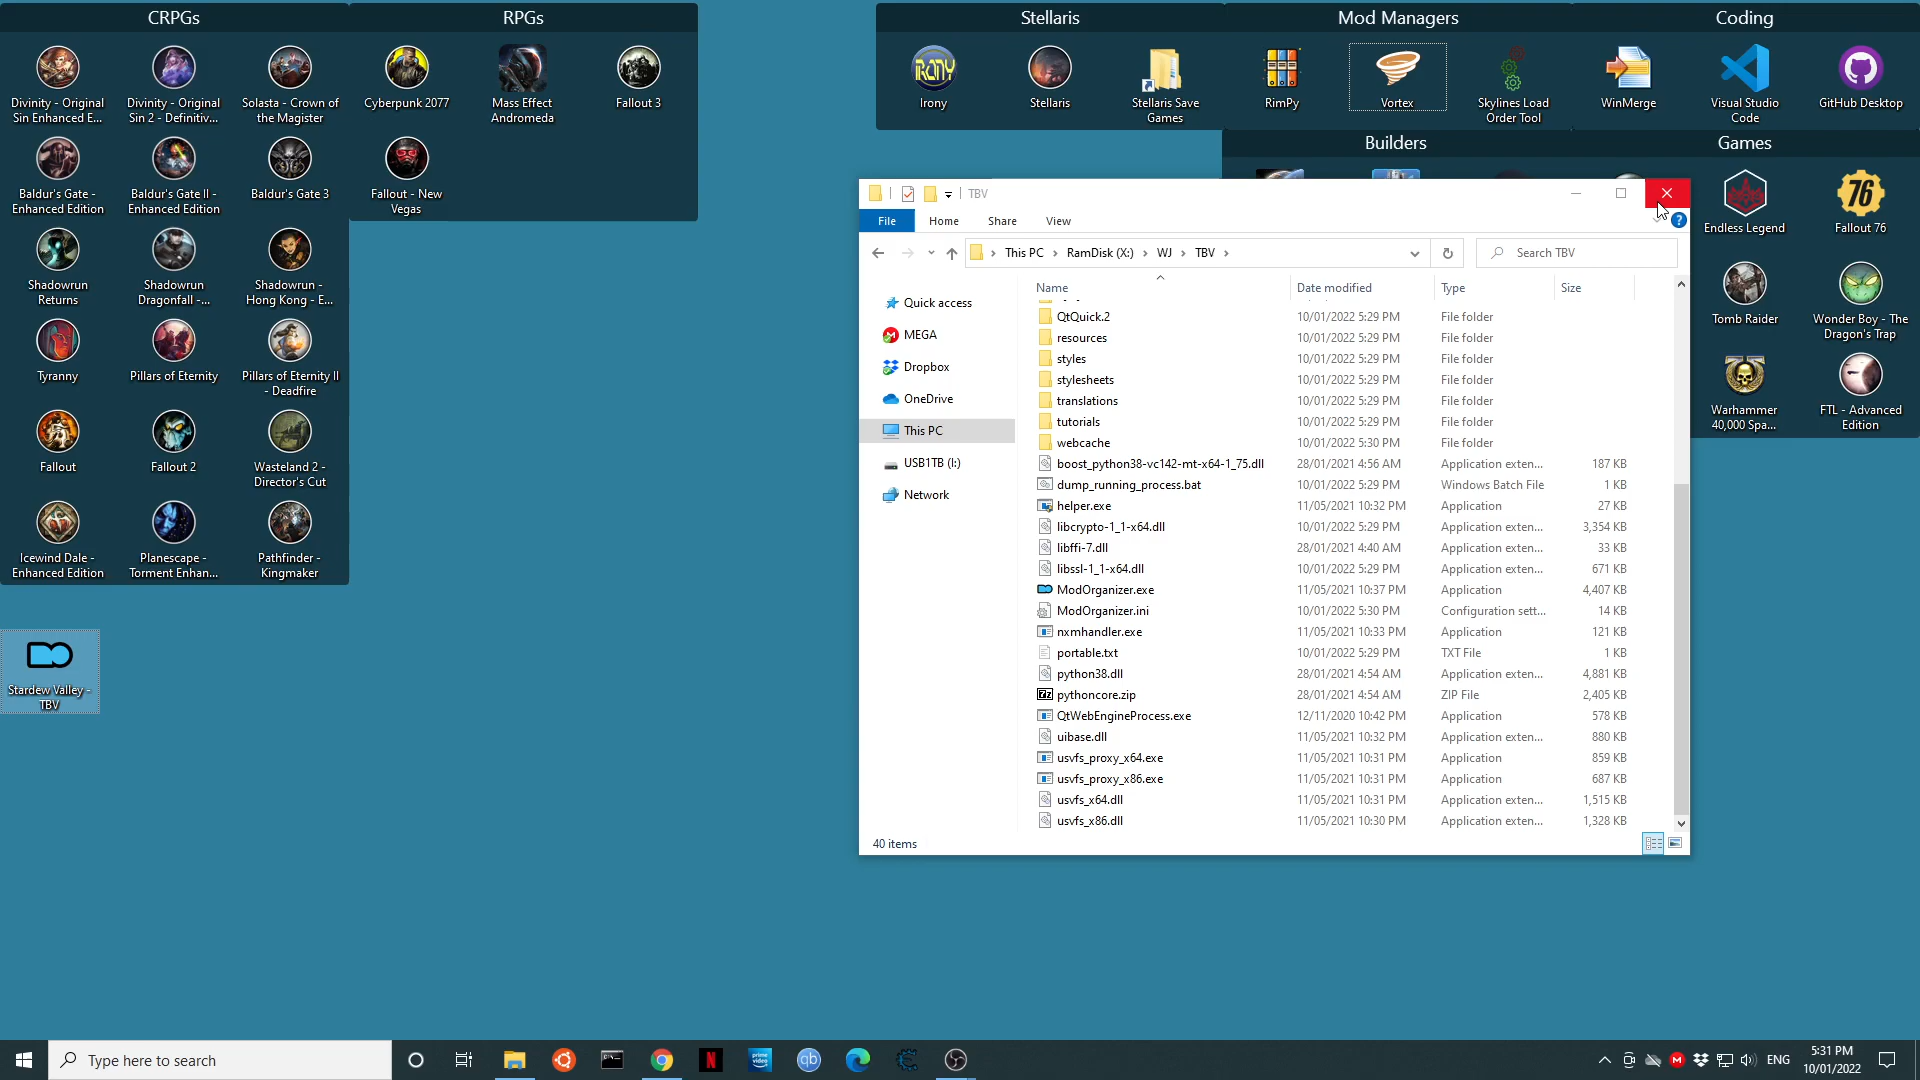 CRPGs
RPGs
Stellaris
Mod Managers
Coding
Divinity - Original
Sin Enhanced E...
Divinity - Original
Sin 2 - Definitiv...
Solasta - Crown of
the Magister
Cyberpunk 2077
Mass Effect
Andromeda
Fallout 3
IRONY
Irony
Stellaris
Stellaris Save
Games
RimPy
Vortex
Skylines Load
Order Tool
WinMerge
Visual Studio
Code
GitHub Desktop
Baldur's Gate -
Enhanced Edition
Baldur's Gate II -
Enhanced Edition
Baldur's Gate 3
Fallout - New
Vegas
Builders
Games
Shadowrun
Returns
Shadowrun
Dragonfall -...
Shadowrun -
Hong Kong - E...
Tyranny
Pillars of Eternity
Pillars of Eternity II
- Deadfire
Fallout
Fallout 2
Wasteland 2 -
Director's Cut
Icewind Dale -
Enhanced Edition
Planescape -
Torment Enhan...
Pathfinder -
Kingmaker
Stardew Valley -
TBV
76
Endless Legend
Fallout 76
Tomb Raider
Wonder Boy - The
Dragon's Trap
Warhammer
40,000 Spa...
FTL - Advanced
Edition
TBV
File
Home
Share
View
?
This PC
RamDisk (X:)
WJ
TBV
Search TBV
Quick access
MEGA
Dropbox
OneDrive
This PC
USB1TB (I:)
Network
Name Date modified Type Size
QtQuick.2 10/01/2022 5:29 PM File folder
resources 10/01/2022 5:29 PM File folder
styles 10/01/2022 5:29 PM File folder
stylesheets 10/01/2022 5:29 PM File folder
translations 10/01/2022 5:29 PM File folder
tutorials 10/01/2022 5:29 PM File folder
webcache 10/01/2022 5:30 PM File folder
boost_python38-vc142-mt-x64-1_75.dll 28/01/2021 4:56 AM Application exten... 187 KB
dump_running_process.bat 10/01/2022 5:29 PM Windows Batch File 1 KB
helper.exe 11/05/2021 10:32 PM Application 27 KB
libcrypto-1_1-x64.dll 10/01/2022 5:29 PM Application exten... 3,354 KB
libffi-7.dll 28/01/2021 4:40 AM Application exten... 33 KB
libssl-1_1-x64.dll 10/01/2022 5:29 PM Application exten... 671 KB
ModOrganizer.exe 11/05/2021 10:37 PM Application 4,407 KB
ModOrganizer.ini 10/01/2022 5:30 PM Configuration sett... 14 KB
nxmhandler.exe 11/05/2021 10:33 PM Application 121 KB
portable.txt 10/01/2022 5:29 PM TXT File 1 KB
python38.dll 28/01/2021 4:54 AM Application exten... 4,881 KB
pythoncore.zip 28/01/2021 4:54 AM ZIP File 2,405 KB
QtWebEngineProcess.exe 12/11/2020 10:42 PM Application 578 KB
uibase.dll 11/05/2021 10:32 PM Application exten... 880 KB
usvfs_proxy_x64.exe 11/05/2021 10:31 PM Application 859 KB
usvfs_proxy_x86.exe 11/05/2021 10:31 PM Application 687 KB
usvfs_x64.dll 11/05/2021 10:31 PM Application exten... 1,515 KB
usvfs_x86.dll 11/05/2021 10:30 PM Application exten... 1,328 KB
40 items
Type here to search
N
prime
video
qb
ENG
5:31 PM
10/01/2022